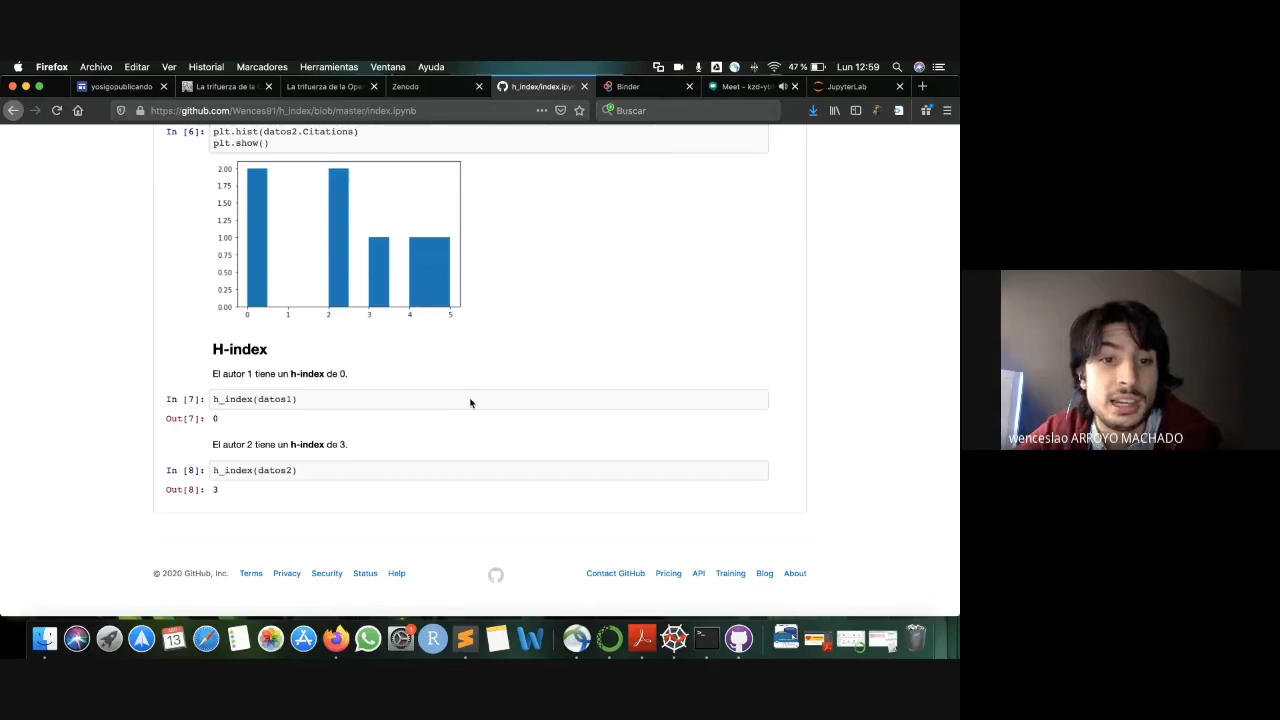 Firefox Archivo Editar Ver Historial Marcadores Herramientas Ventana Ayuda 47 % Lun 12:59
yosigopublicando La trifuerza de la La trifuerza de la Ope Zenodo h_index/index.ipyn Binder Meet - kzd-yt JupyterLab
https://github.com/Wences91/h_index/blob/master/index.ipynb Buscar
In [6]: plt.hist(datos2.Citations)
plt.show()
2.00
1.75
1.50
1.25
1.00
0.75
0.50
0.25
0.00
0 1 2 3 4 5
H-index
El autor 1 tiene un h-index de 0.
In [7]: h_index(datos1)
Out[7]: 0
El autor 2 tiene un h-index de 3.
In [8]: h_index(datos2)
Out[8]: 3
wenceslao ARROYO MACHADO
© 2020 GitHub, Inc. Terms Privacy Security Status Help Contact GitHub Pricing API Training Blog About
13